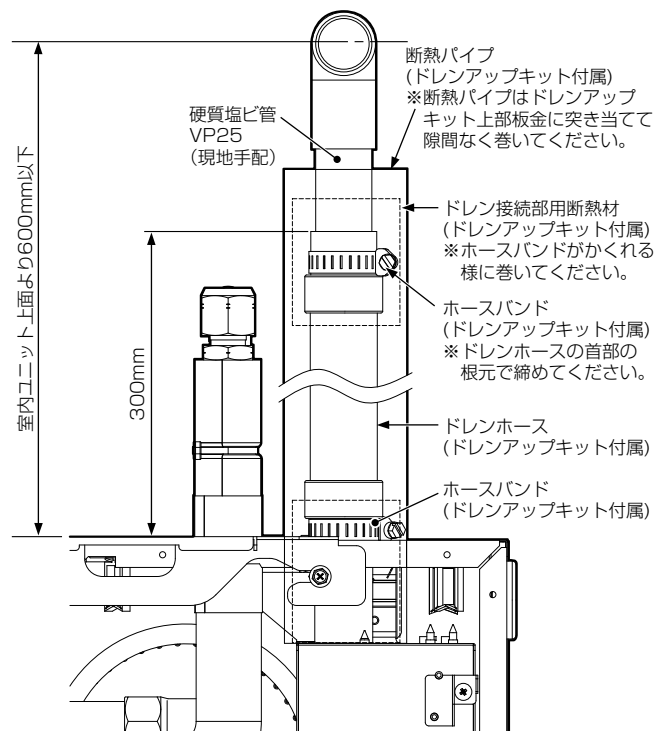 断熱パイプ
(ドレンアップキット付属)
※断熱パイプはドレンアップ
キット上部板金に突き当てて
隙間なく巻いてください。
硬質塩ビ管
VP25
(現地手配)
ドレン接続部用断熱材
(ドレンアップキット付属)
※ホースバンドがかくれる
様に巻いてください。
ホースバンド
(ドレンアップキット付属)
※ドレンホースの首部の
根元で締めてください。
ドレンホース
(ドレンアップキット付属)
ホースバンド
(ドレンアップキット付属)
室内ユニット上面より600mm以下
300mm